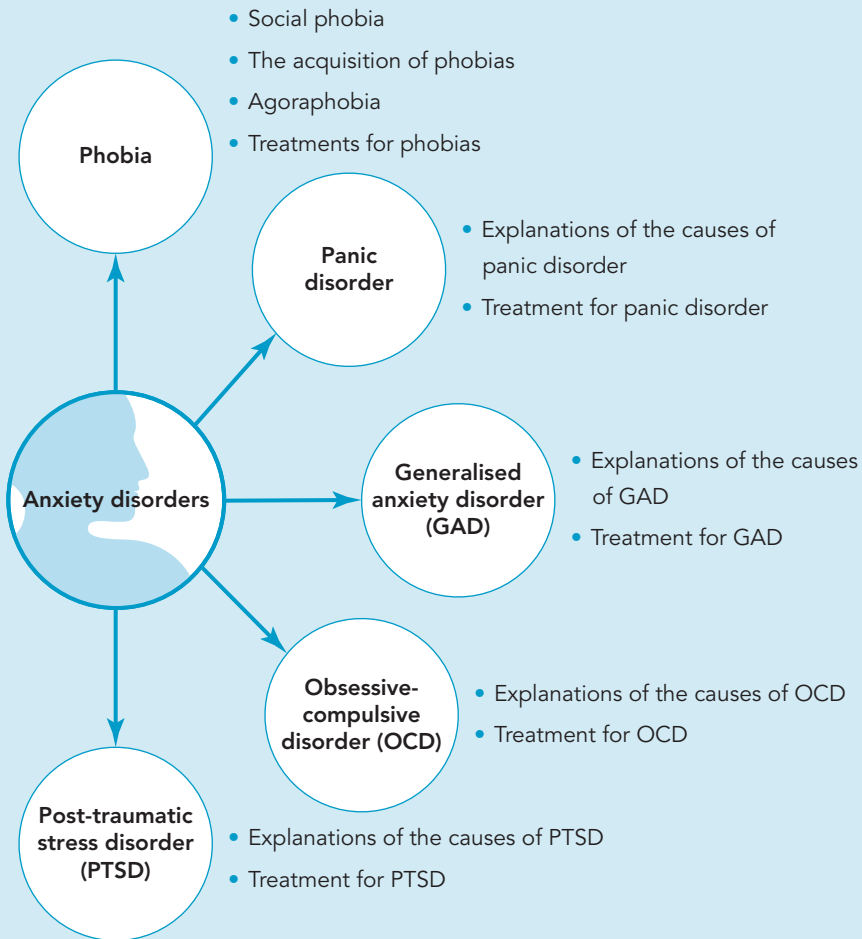 • Social phobia
• The acquisition of phobias
• Agoraphobia
• Treatments for phobias
Phobia
Panic
disorder
• Explanations of the causes of
panic disorder
• Treatment for panic disorder
Anxiety disorders
Generalised
anxiety disorder
(GAD)
• Explanations of the causes
of GAD
• Treatment for GAD
Obsessive-
compulsive
disorder (OCD)
• Explanations of the causes of OCD
• Treatment for OCD
Post-traumatic
stress disorder
(PTSD)
• Explanations of the causes of PTSD
• Treatment for PTSD